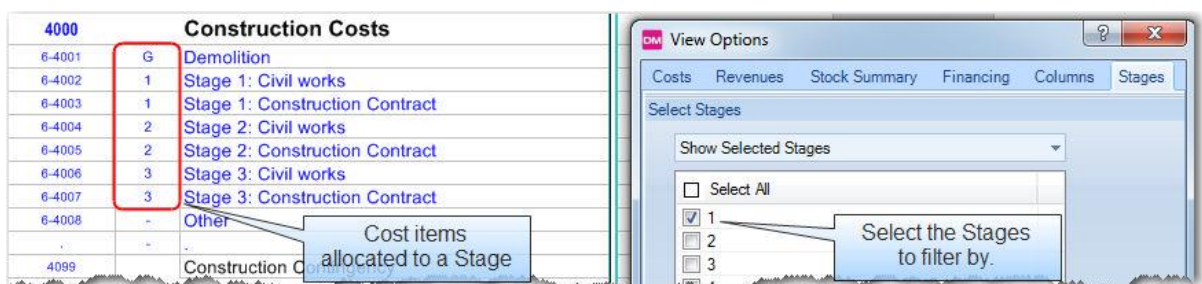 4000 Construction Costs
6-4001 G Demolition
6-4002 1 Stage 1: Civil works
6-4003 1 Stage 1: Construction Contract
6-4004 2 Stage 2: Civil works
6-4005 2 Stage 2: Construction Contract
6-4006 3 Stage 3: Civil works
6-4007 3 Stage 3: Construction Contract
6-4008 - Other
. - .
4099 Construction Contingency
Cost items
allocated to a Stage
DM View Options
Costs Revenues Stock Summary Financing Columns Stages
Select Stages
Show Selected Stages
Select All
1
2
3
Select the Stages
to filter by.